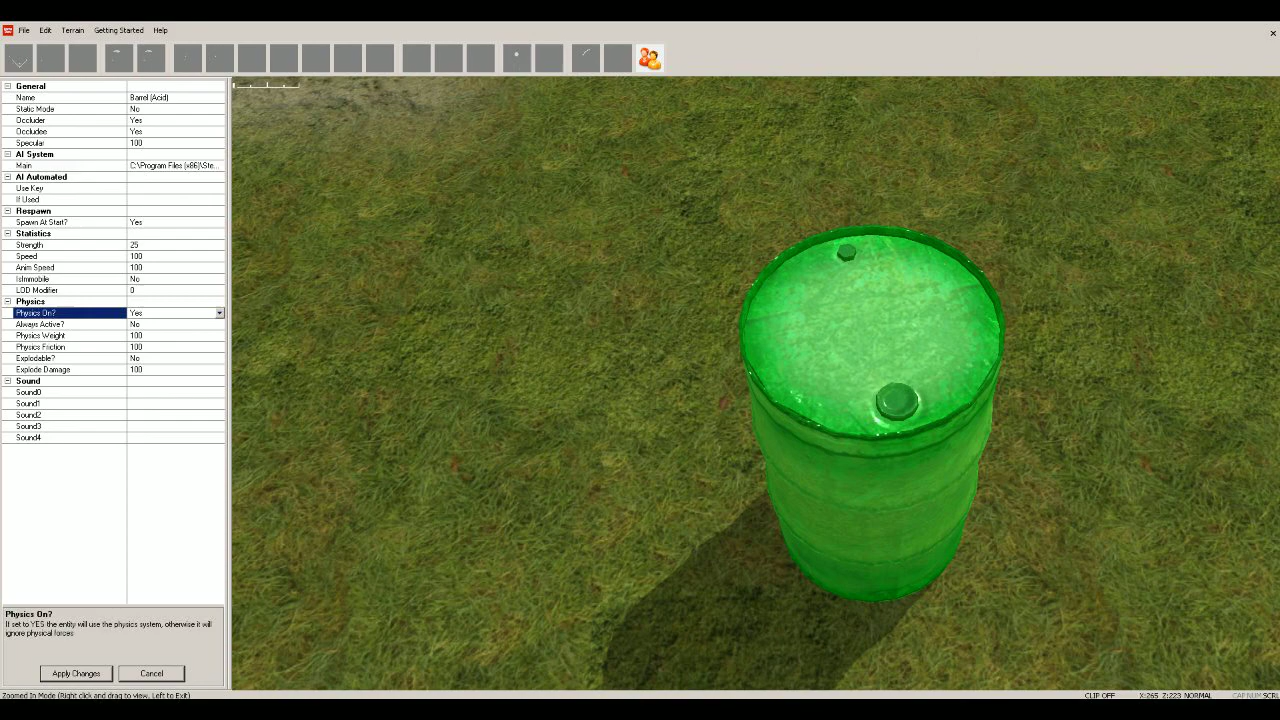 File Edit Terrain Getting Started Help
General
Name Barrel (Acid)
Static Mode No
Occluder Yes
Occludee Yes
Specular 100
AI System
Main C:\Program Files (x86)\Ste...
AI Automated
Use Key
If Used
Respawn
Spawn At Start? Yes
Statistics
Strength 25
Speed 100
Anim Speed 100
IsImmobile No
LOD Modifier 0
Physics
Physics On? Yes
Always Active? No
Physics Weight 100
Physics Friction 100
Explodable? No
Explode Damage 100
Sound
Sound0
Sound1
Sound2
Sound3
Sound4
Physics On?
If set to YES the entity will use the physics system, otherwise it will
ignore physical forces
Apply Changes Cancel
Zoomed In Mode (Right click and drag to view, Left to Exit) CLIP OFF X:265 Z:223 NORMAL CAP NUM SCRL